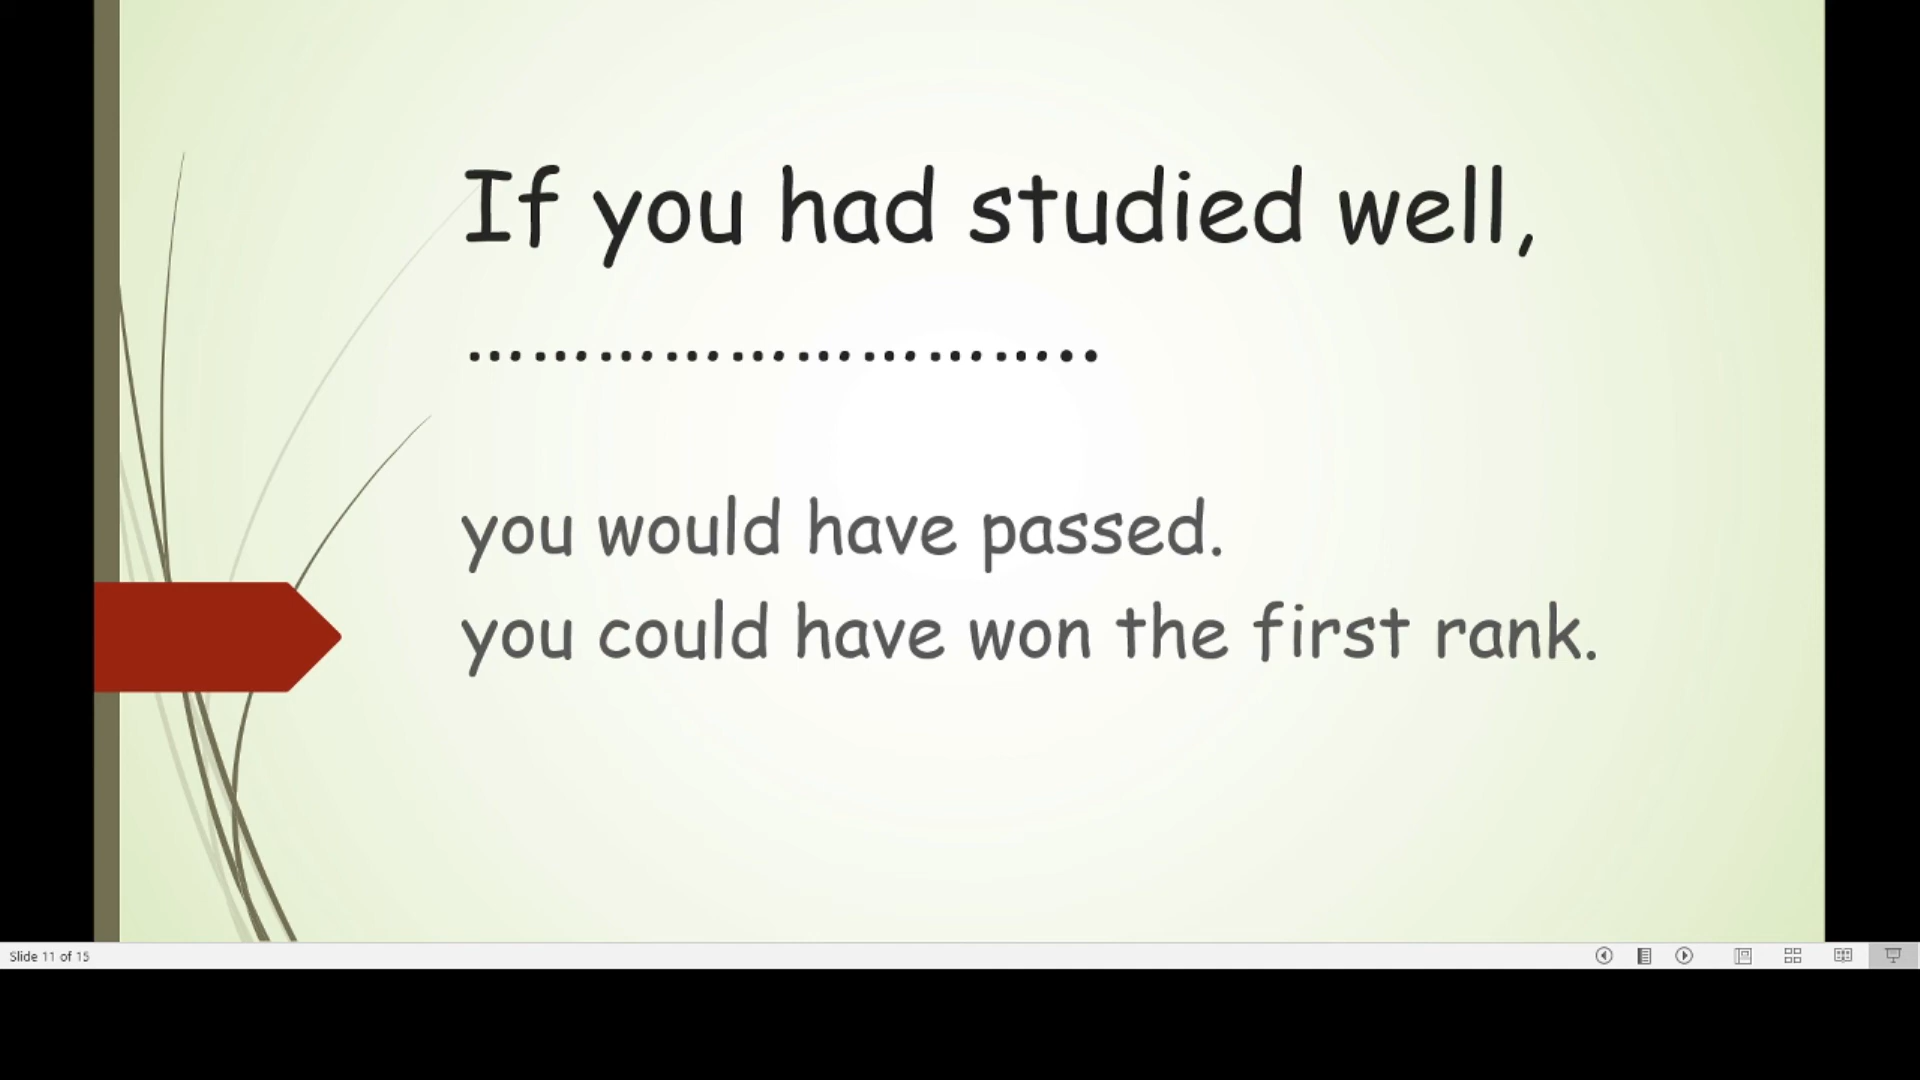 If you had studied well,
…………………………..
you would have passed.
you could have won the first rank.
Slide 11 of 15